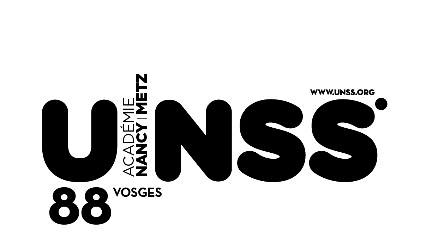 WWW.UNSS.ORG
UNSS
ACADÉMIE
NANCY|METZ
88 VOSGES